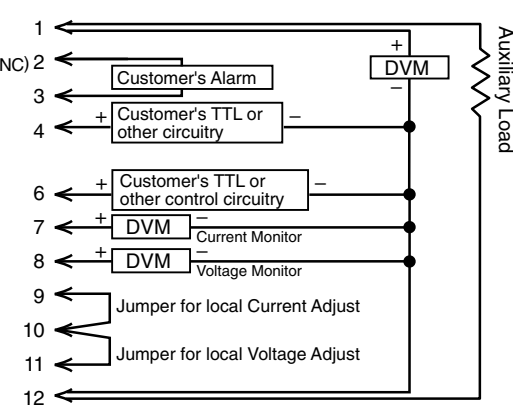 1
+
DVM
−
Auxiliary Load
NC) 2
Customer's Alarm
3
4
+
Customer's TTL or
other circuitry
−
6
+
Customer's TTL or
other control circuitry
−
7
+
DVM
−
Current Monitor
8
+
DVM
−
Voltage Monitor
9
Jumper for local Current Adjust
10
Jumper for local Voltage Adjust
11
12